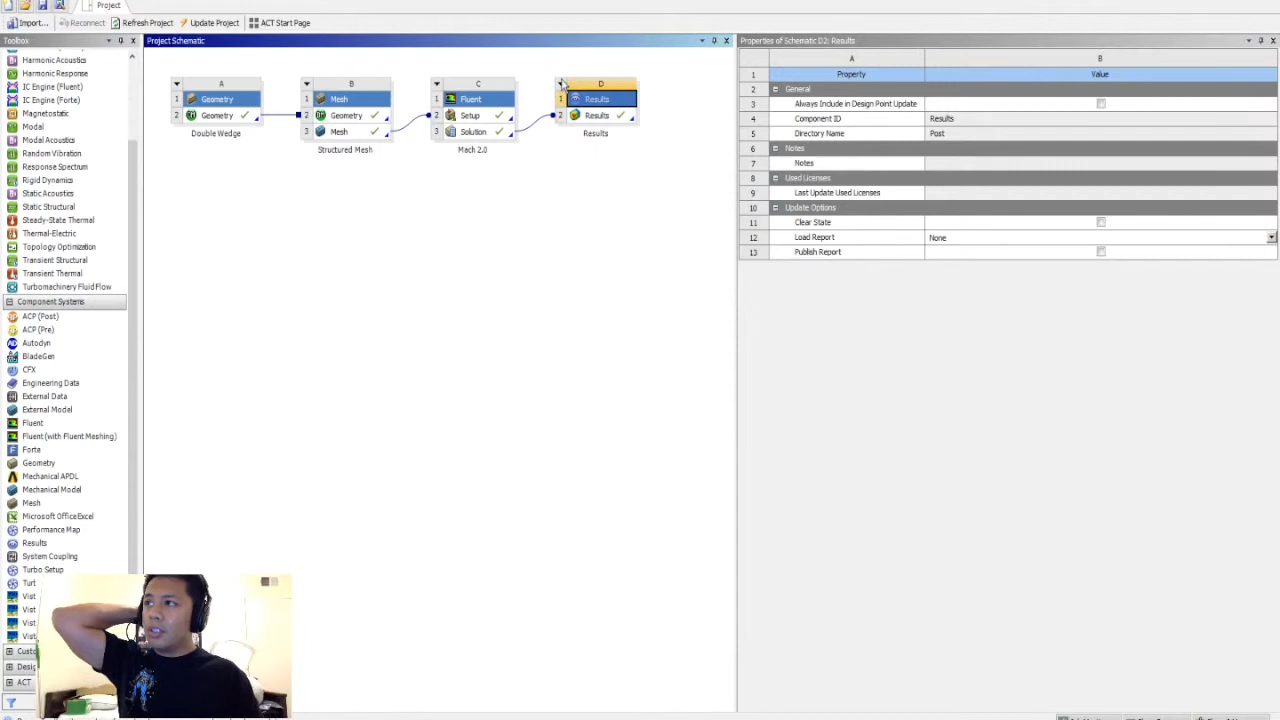 Project
Import...
Reconnect
Refresh Project
Update Project
ACT Start Page
Toolbox
Harmonic Acoustics
Harmonic Response
IC Engine (Fluent)
IC Engine (Forte)
Magnetostatic
Modal
Modal Acoustics
Random Vibration
Response Spectrum
Rigid Dynamics
Static Acoustics
Static Structural
Steady-State Thermal
Thermal-Electric
Topology Optimization
Transient Structural
Transient Thermal
Turbomachinery Fluid Flow
Component Systems
ACP (Post)
ACP (Pre)
Autodyn
BladeGen
CFX
Engineering Data
External Data
External Model
Fluent
Fluent (with Fluent Meshing)
Forte
Geometry
Mechanical APDL
Mechanical Model
Mesh
Microsoft Office Excel
Performance Map
Results
System Coupling
Turbo Setup
Turt
Vist
Vist
Vist
Vist
Custo
Desig
ACT
Project Schematic
A
1 Geometry
2 Geometry
Double Wedge
B
1 Mesh
2 Geometry
3 Mesh
Structured Mesh
C
1 Fluent
2 Setup
3 Solution
Mach 2.0
D
1 Results
2 Results
Results
Properties of Schematic D2: Results
A B
1 Property Value
2 General
3 Always Include in Design Point Update
4 Component ID Results
5 Directory Name Post
6 Notes
7 Notes
8 Used Licenses
9 Last Update Used Licenses
10 Update Options
11 Clear State
12 Load Report None
13 Publish Report